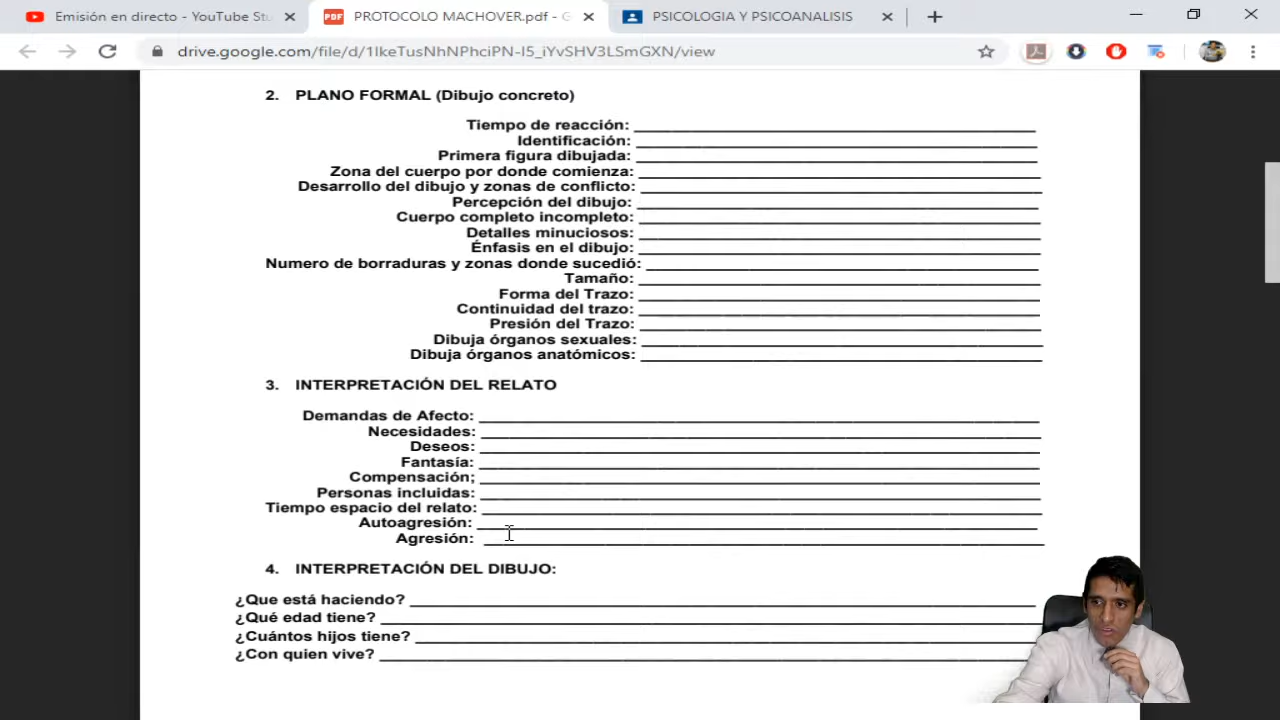 Emisión en directo - YouTube Stu
PROTOCOLO MACHOVER.pdf - G
PSICOLOGIA Y PSICOANALISIS
drive.google.com/file/d/1IkeTusNhNPhciPN-I5_iYvSHV3LSmGXN/view
2. PLANO FORMAL (Dibujo concreto)
Tiempo de reacción:
Identificación:
Primera figura dibujada:
Zona del cuerpo por donde comienza:
Desarrollo del dibujo y zonas de conflicto:
Percepción del dibujo:
Cuerpo completo incompleto:
Detalles minuciosos:
Énfasis en el dibujo:
Numero de borraduras y zonas donde sucedió:
Tamaño:
Forma del Trazo:
Continuidad del trazo:
Presión del Trazo:
Dibuja órganos sexuales:
Dibuja órganos anatómicos:
3. INTERPRETACIÓN DEL RELATO
Demandas de Afecto:
Necesidades:
Deseos:
Fantasía:
Compensación;
Personas incluidas:
Tiempo espacio del relato:
Autoagresión:
Agresión:
4. INTERPRETACIÓN DEL DIBUJO:
¿Que está haciendo?
¿Qué edad tiene?
¿Cuántos hijos tiene?
¿Con quien vive?